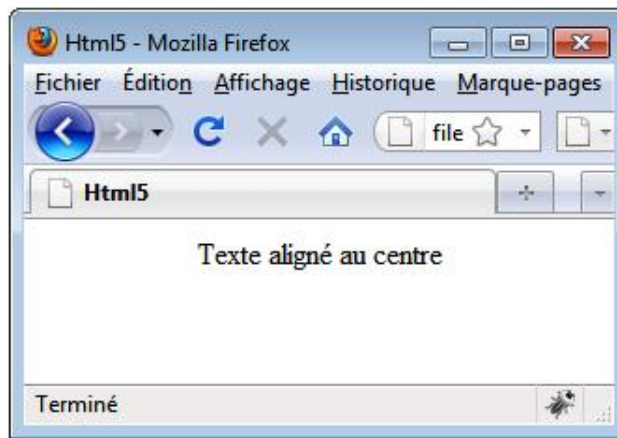 Html5 - Mozilla Firefox
Fichier Édition Affichage Historique Marque-pages
file
Html5
Texte aligné au centre
Terminé